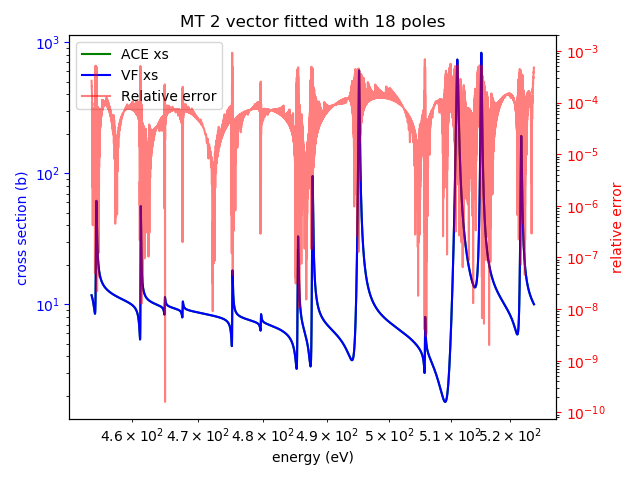 MT 2 vector fitted with 18 poles
ACE xs
VF xs
Relative error
cross section (b)
10³
10²
10¹
relative error
10⁻³
10⁻⁴
10⁻⁵
10⁻⁶
10⁻⁷
10⁻⁸
10⁻⁹
10⁻¹⁰
4.6 × 10² 4.7 × 10² 4.8 × 10² 4.9 × 10² 5 × 10² 5.1 × 10² 5.2 × 10²
energy (eV)